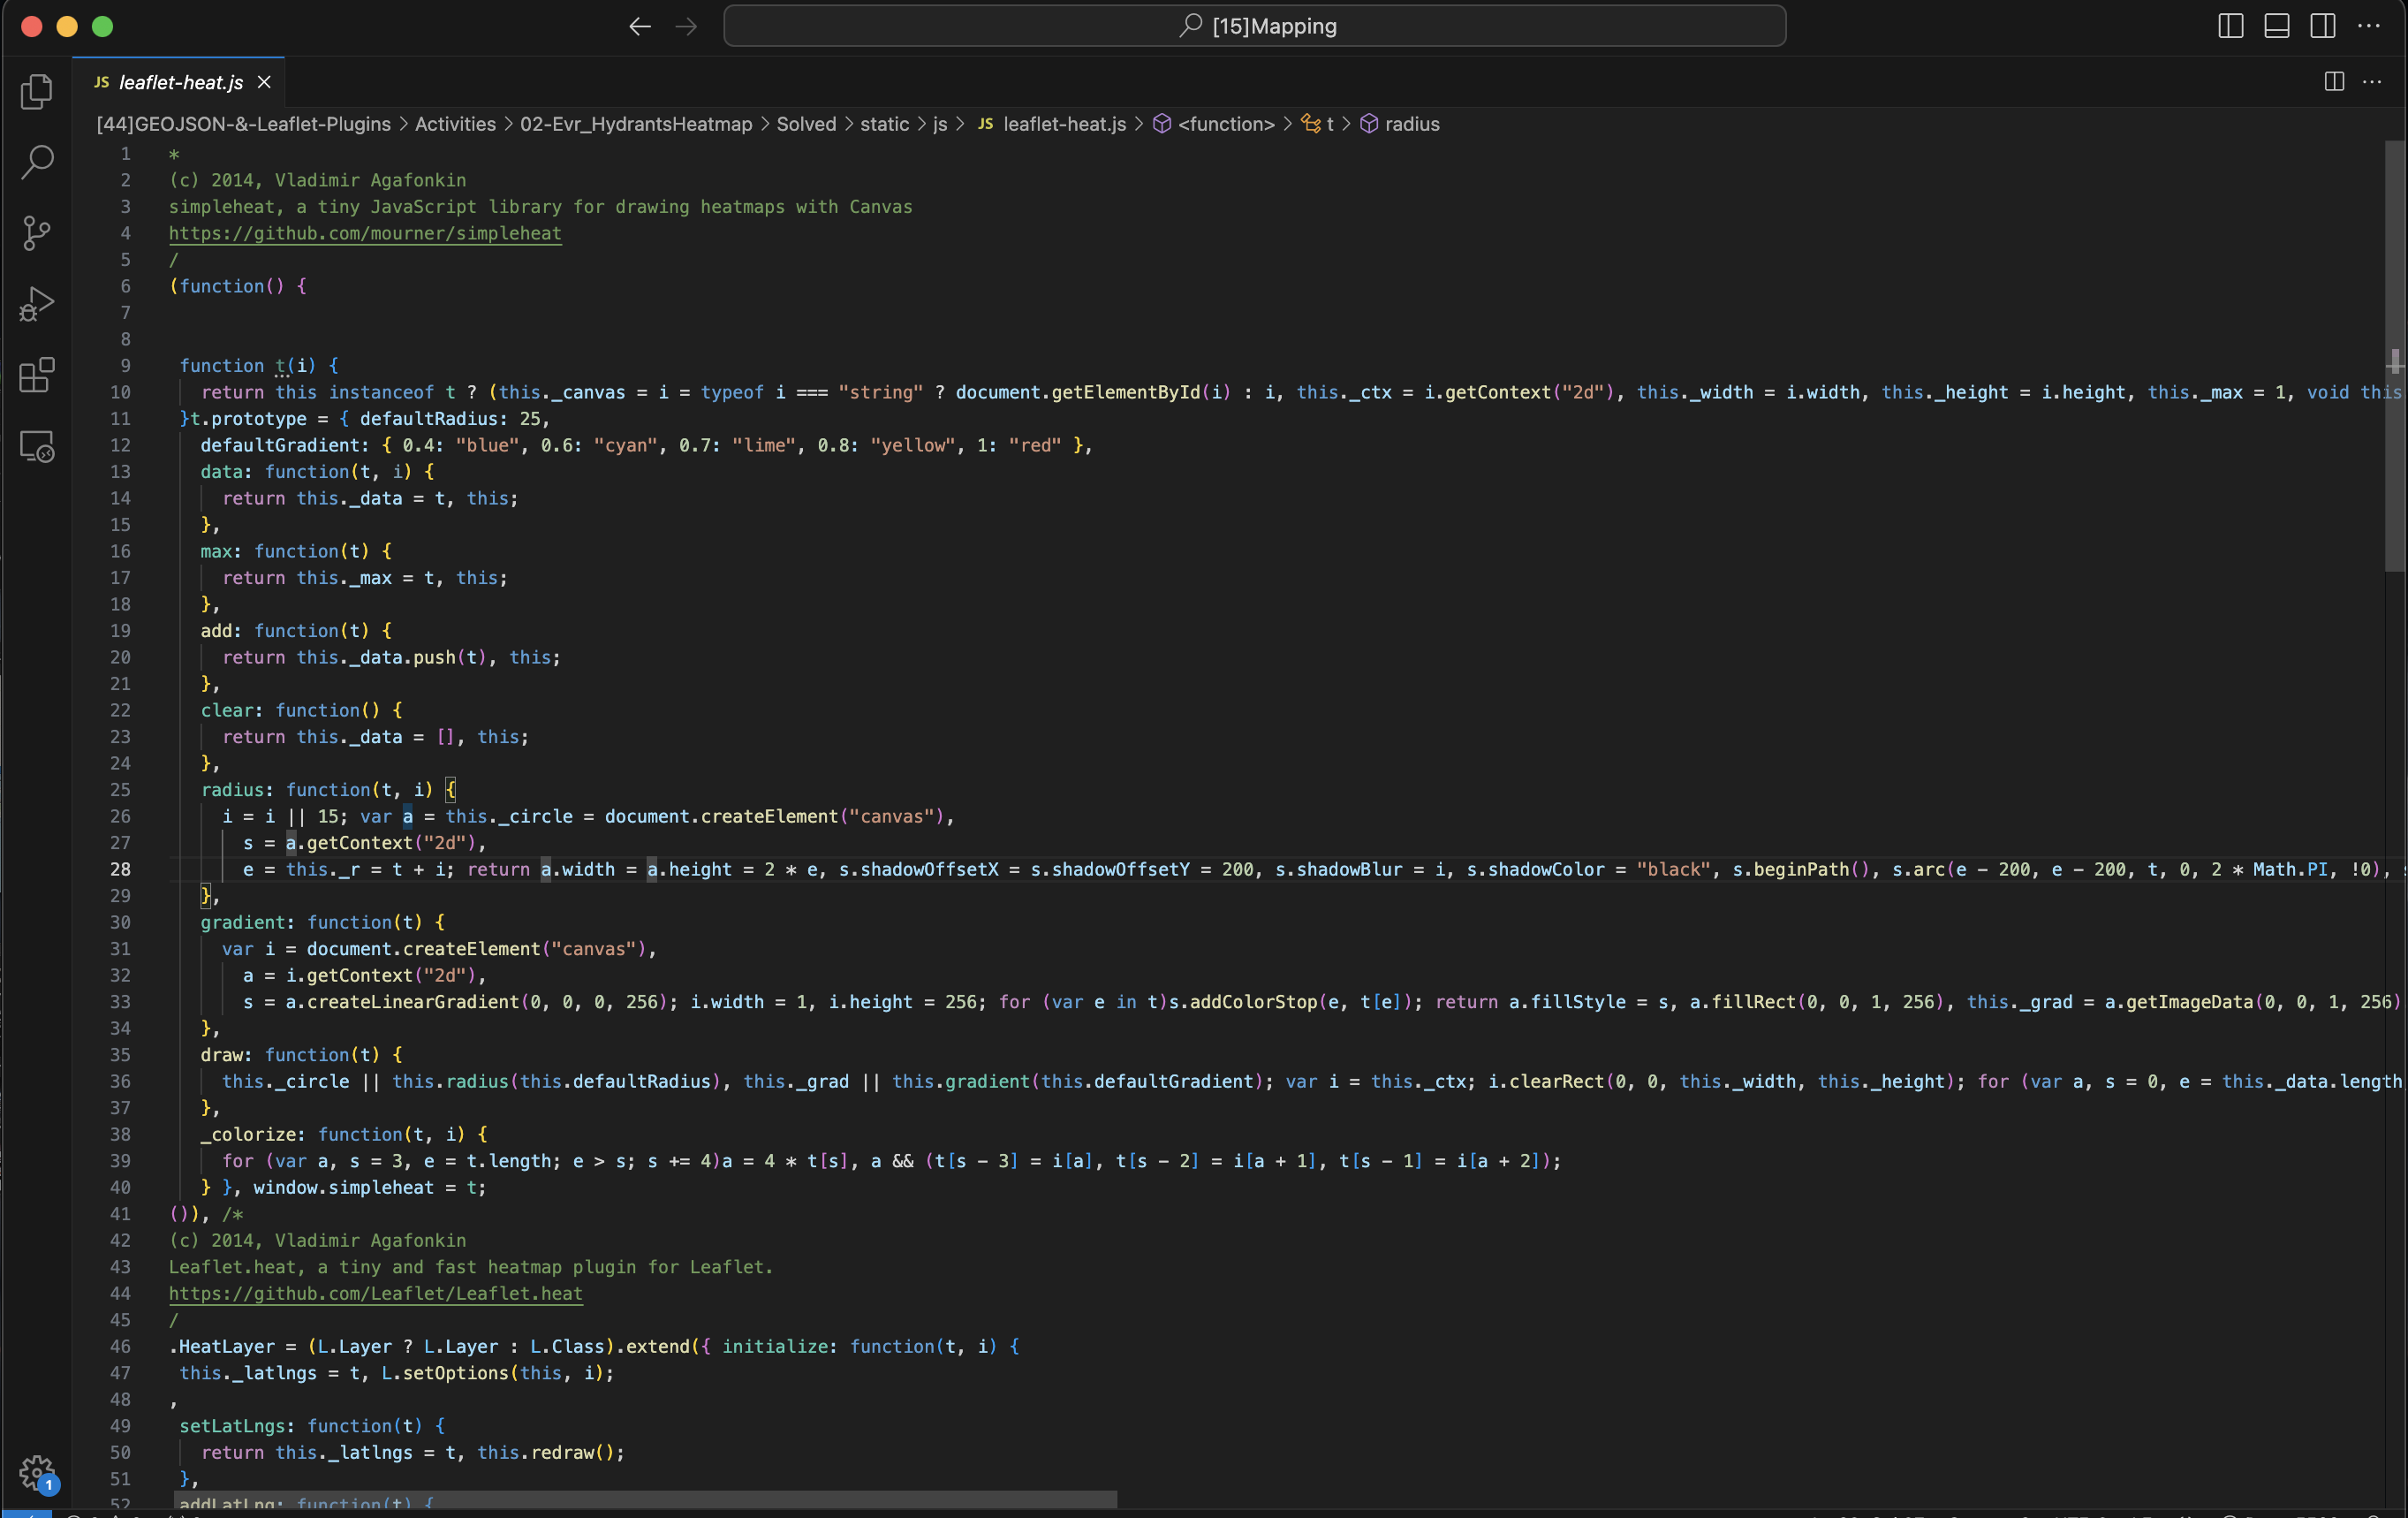 [15]Mapping
JS leaflet-heat.js
[44]GEOJSON-&-Leaflet-Plugins > Activities > 02-Evr_HydrantsHeatmap > Solved > static > js > JS leaflet-heat.js > <function> > t > radius
1 *
2 (c) 2014, Vladimir Agafonkin
3 simpleheat, a tiny JavaScript library for drawing heatmaps with Canvas
4 https://github.com/mourner/simpleheat
5 /
6 (function() {
7
8
9 function t(i) {
10 return this instanceof t ? (this._canvas = i = typeof i === "string" ? document.getElementById(i) : i, this._ctx = i.getContext("2d"), this._width = i.width, this._height = i.height, this._max = 1, void this
11 }t.prototype = { defaultRadius: 25,
12 defaultGradient: { 0.4: "blue", 0.6: "cyan", 0.7: "lime", 0.8: "yellow", 1: "red" },
13 data: function(t, i) {
14 return this._data = t, this;
15 },
16 max: function(t) {
17 return this._max = t, this;
18 },
19 add: function(t) {
20 return this._data.push(t), this;
21 },
22 clear: function() {
23 return this._data = [], this;
24 },
25 radius: function(t, i) {
26 i = i || 15; var a = this._circle = document.createElement("canvas"),
27 s = a.getContext("2d"),
28 e = this._r = t + i; return a.width = a.height = 2 * e, s.shadowOffsetX = s.shadowOffsetY = 200, s.shadowBlur = i, s.shadowColor = "black", s.beginPath(), s.arc(e - 200, e - 200, t, 0, 2 * Math.PI, !0),
29 },
30 gradient: function(t) {
31 var i = document.createElement("canvas"),
32 a = i.getContext("2d"),
33 s = a.createLinearGradient(0, 0, 0, 256); i.width = 1, i.height = 256; for (var e in t)s.addColorStop(e, t[e]); return a.fillStyle = s, a.fillRect(0, 0, 1, 256), this._grad = a.getImageData(0, 0, 1, 256)
34 },
35 draw: function(t) {
36 this._circle || this.radius(this.defaultRadius), this._grad || this.gradient(this.defaultGradient); var i = this._ctx; i.clearRect(0, 0, this._width, this._height); for (var a, s = 0, e = this._data.length
37 },
38 _colorize: function(t, i) {
39 for (var a, s = 3, e = t.length; e > s; s += 4)a = 4 * t[s], a && (t[s - 3] = i[a], t[s - 2] = i[a + 1], t[s - 1] = i[a + 2]);
40 } }, window.simpleheat = t;
41 ()), /*
42 (c) 2014, Vladimir Agafonkin
43 Leaflet.heat, a tiny and fast heatmap plugin for Leaflet.
44 https://github.com/Leaflet/Leaflet.heat
45 /
46 .HeatLayer = (L.Layer ? L.Layer : L.Class).extend({ initialize: function(t, i) {
47 this._latlngs = t, L.setOptions(this, i);
48 ,
49 setLatLngs: function(t) {
50 return this._latlngs = t, this.redraw();
51 },
52 addLatLng: function(t) {
1